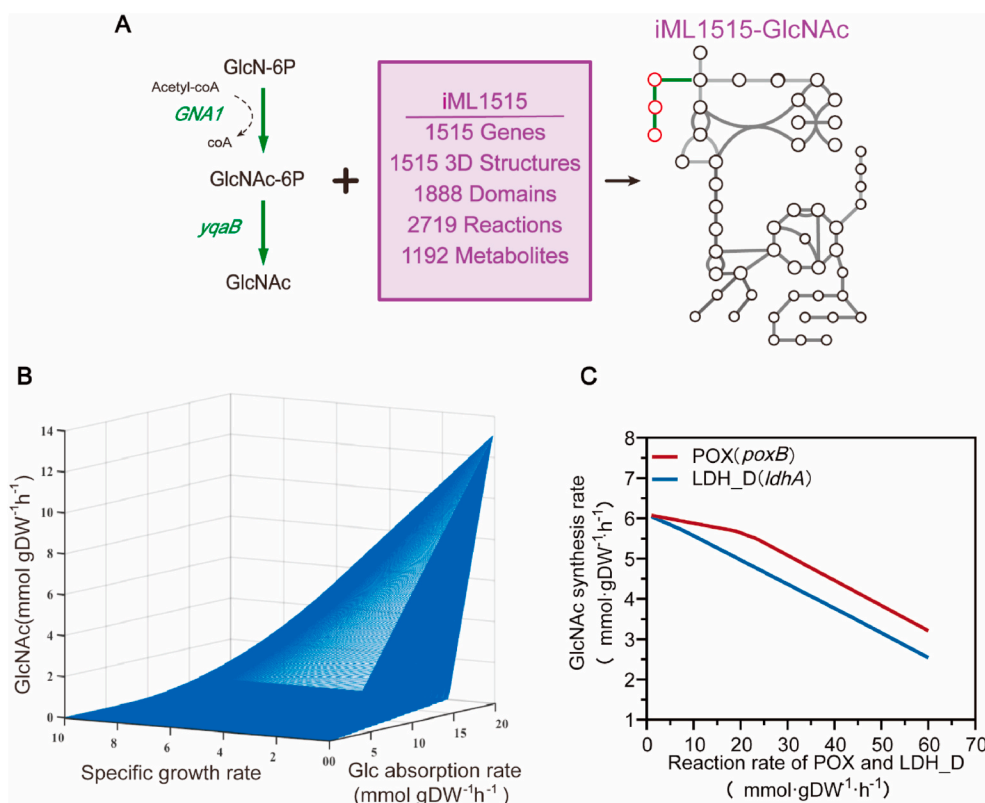 A
GlcN-6P
Acetyl-coA
GNA1
coA
GlcNAc-6P
yqaB
GlcNAc
+
iML1515
1515 Genes
1515 3D Structures
1888 Domains
2719 Reactions
1192 Metabolites
iML1515-GlcNAc
B
GlcNAc(mmol gDW⁻¹h⁻¹)
14
12
10
8
6
4
2
0
10
8
6
4
2
00
5
10
15
20
Specific growth rate
Glc absorption rate
(mmol gDW⁻¹h⁻¹)
C
GlcNAc synthesis rate
( mmol·gDW⁻¹·h⁻¹)
8
7
6
5
4
3
2
1
POX(poxB)
LDH_D(ldhA)
0 10 20 30 40 50 60 70
Reaction rate of POX and LDH_D
( mmol·gDW⁻¹·h⁻¹)